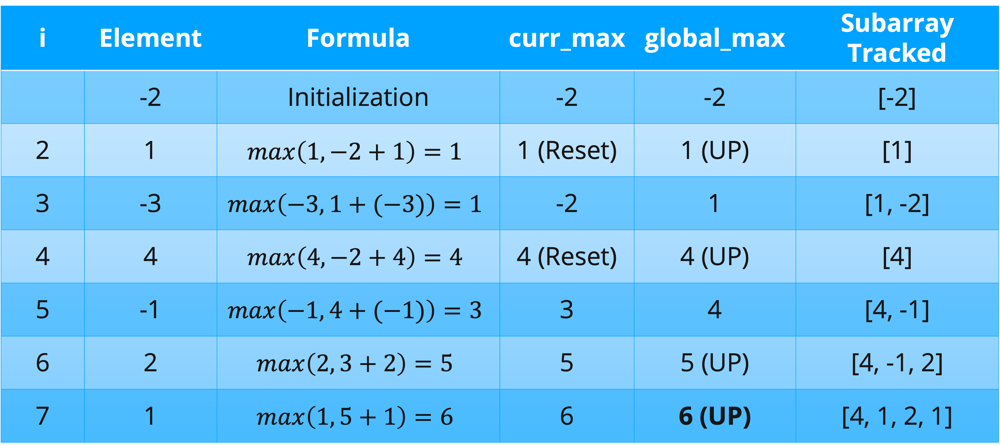 i Element Formula curr_max global_max Subarray Tracked
-2 Initialization -2 -2 [-2]
2 1 max(1, −2 + 1) = 1 1 (Reset) 1 (UP) [1]
3 -3 max(−3, 1 + (−3)) = 1 -2 1 [1, -2]
4 4 max(4, −2 + 4) = 4 4 (Reset) 4 (UP) [4]
5 -1 max(−1, 4 + (−1)) = 3 3 4 [4, -1]
6 2 max(2, 3 + 2) = 5 5 5 (UP) [4, -1, 2]
7 1 max(1, 5 + 1) = 6 6 6 (UP) [4, 1, 2, 1]